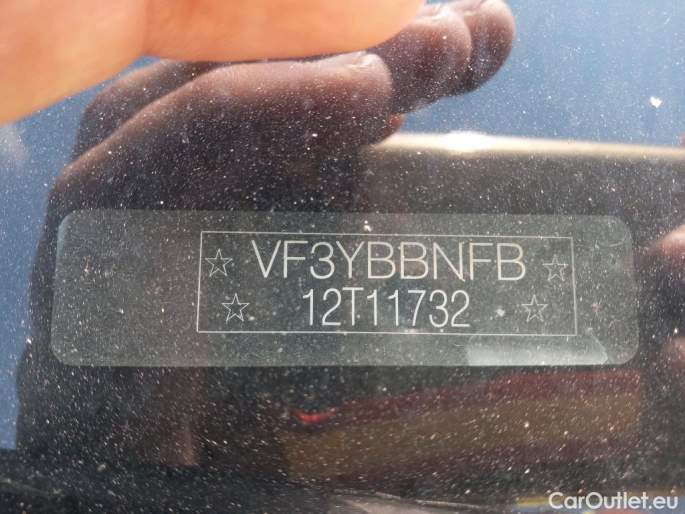 ☆ VF3YBBNFB ☆
☆ 12T11732 ☆
CarOutlet.eu